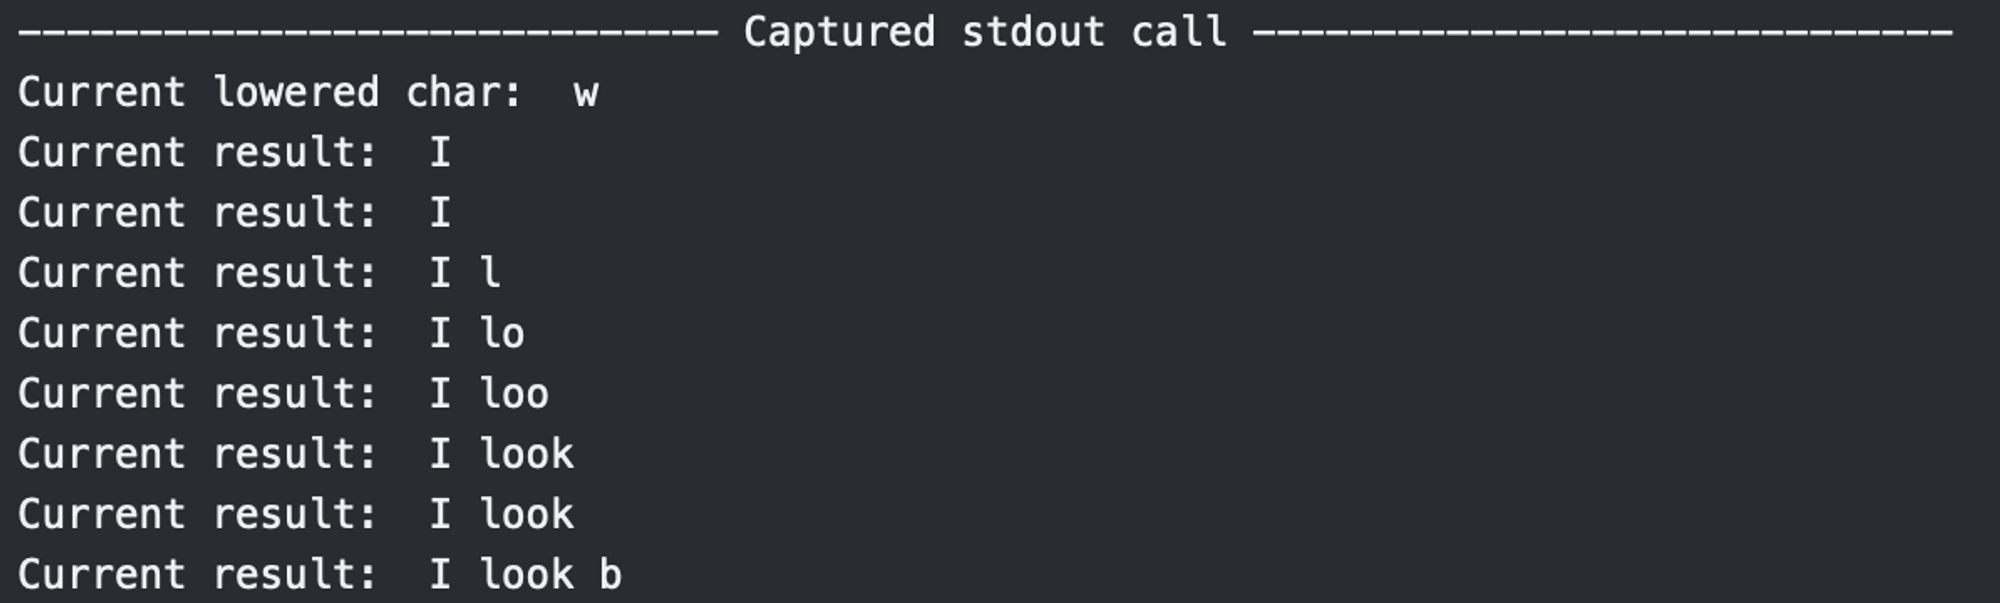 ----------------------------- Captured stdout call -----------------------------
Current lowered char:  w
Current result:  I
Current result:  I
Current result:  I l
Current result:  I lo
Current result:  I loo
Current result:  I look
Current result:  I look
Current result:  I look b